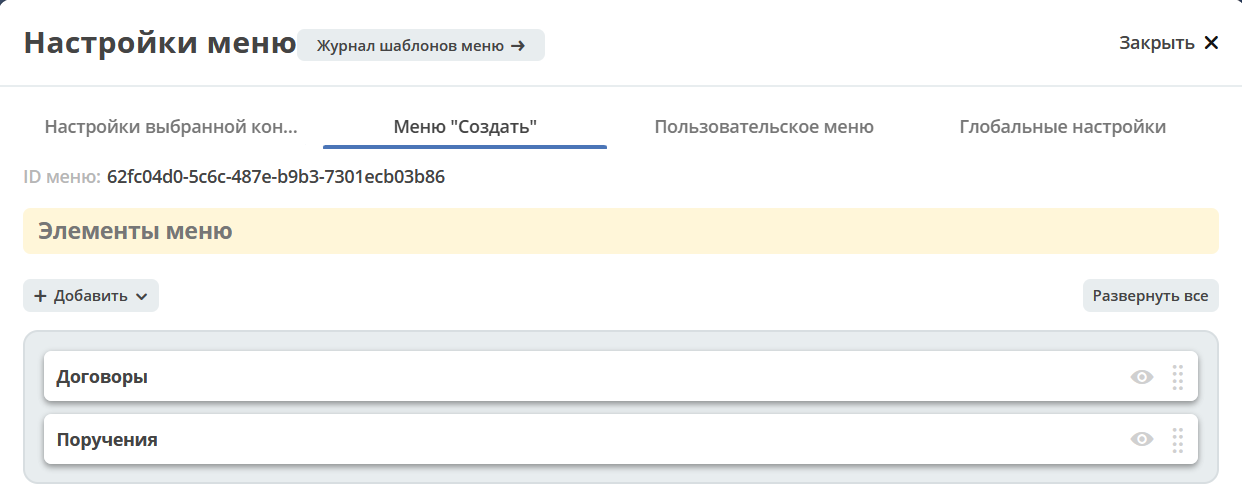 Настройки меню Журнал шаблонов меню → Закрыть ✕
Настройки выбранной кон... Меню "Создать" Пользовательское меню Глобальные настройки
ID меню: 62fc04d0-5c6c-487e-b9b3-7301ecb03b86
Элементы меню
+ Добавить Развернуть все
Договоры
Поручения